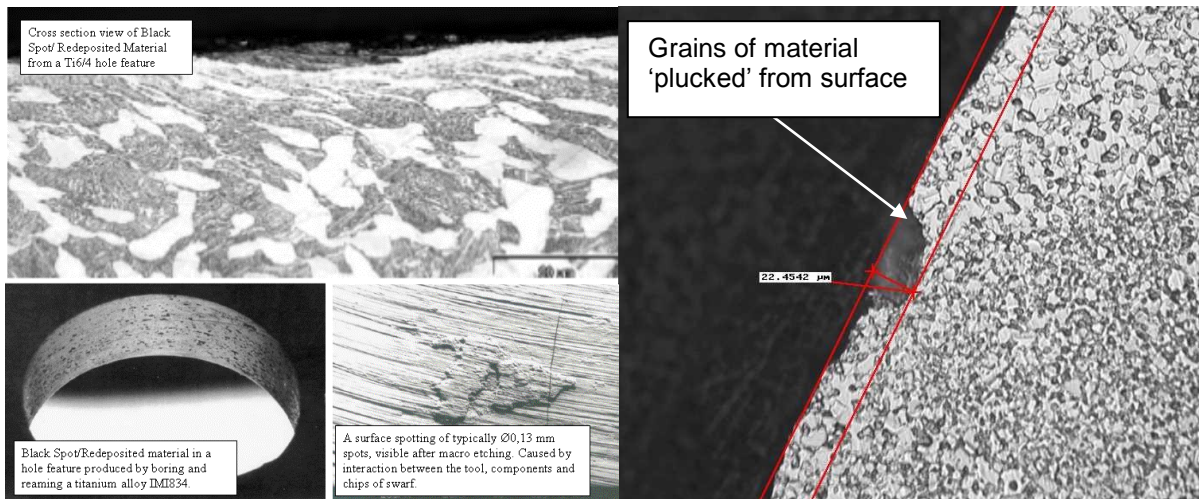 Cross section view of Black
Spot/ Redeposited Material
from a Ti6/4 hole feature
Grains of material
‘plucked’ from surface
22.4542 µm
Black Spot/Redeposited material in a
hole feature produced by boring and
reaming a titanium alloy IMI834.
A surface spotting of typically Ø0,13 mm
spots, visible after macro etching. Caused by
interaction between the tool, components and
chips of swarf.